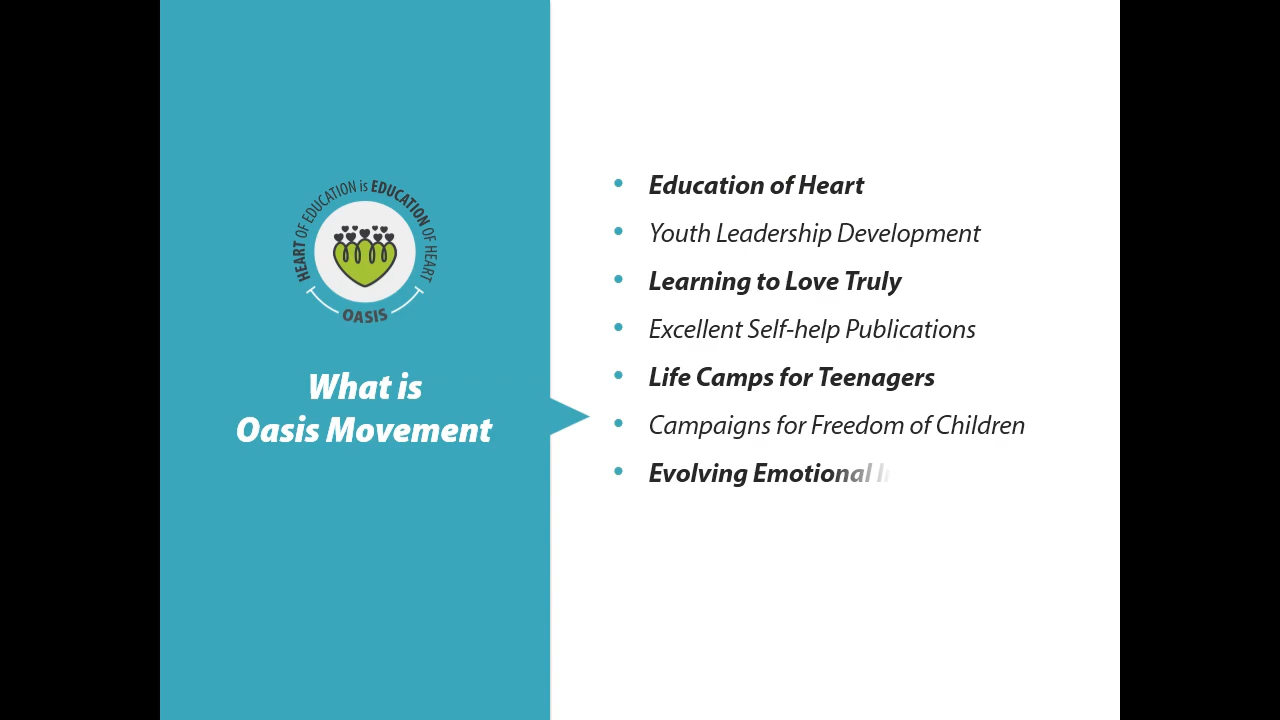 HEART OF EDUCATION is EDUCATION OF HEART
OASIS
What is
Oasis Movement
• Education of Heart
• Youth Leadership Development
• Learning to Love Truly
• Excellent Self-help Publications
• Life Camps for Teenagers
• Campaigns for Freedom of Children
• Evolving Emotional